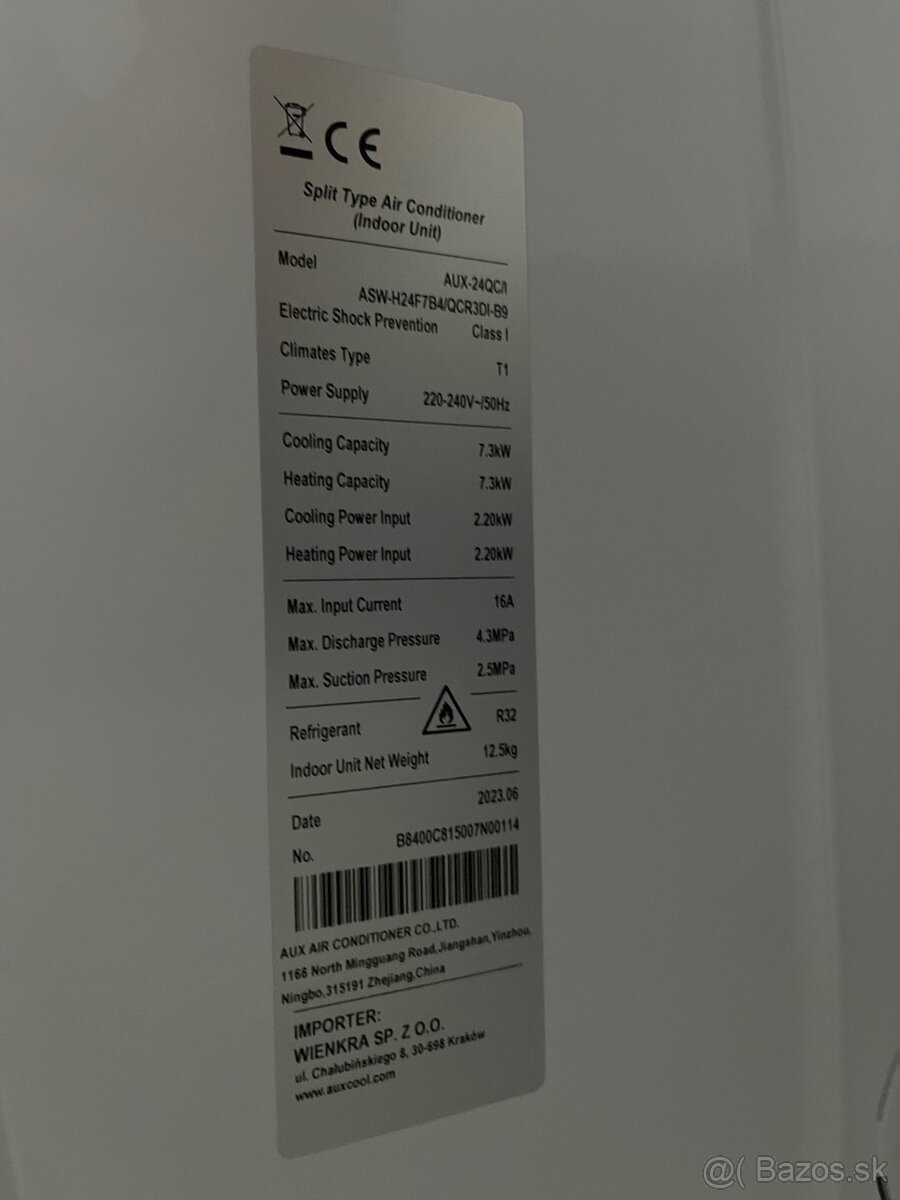 CE
Split Type Air Conditioner
(Indoor Unit)
Model AUX-24QC/I
ASW-H24F7B4/QCR3DI-B9
Electric Shock Prevention Class I
Climates Type T1
Power Supply 220-240V~/50Hz
Cooling Capacity 7.3kW
Heating Capacity 7.3kW
Cooling Power Input 2.20kW
Heating Power Input 2.20kW
Max. Input Current 16A
Max. Discharge Pressure 4.3MPa
Max. Suction Pressure 2.5MPa
Refrigerant R32
Indoor Unit Net Weight 12.5kg
Date 2023.06
No. B8400C815007N00114
AUX AIR CONDITIONER CO.,LTD.
1166 North Mingguang Road,Jiangshan,Yinzhou,
Ningbo,315191 Zhejiang,China
IMPORTER:
WIENKRA SP. Z O.O.
ul. Chałubińskiego 8, 30-698 Kraków
www.auxcool.com
@( Bazos.sk